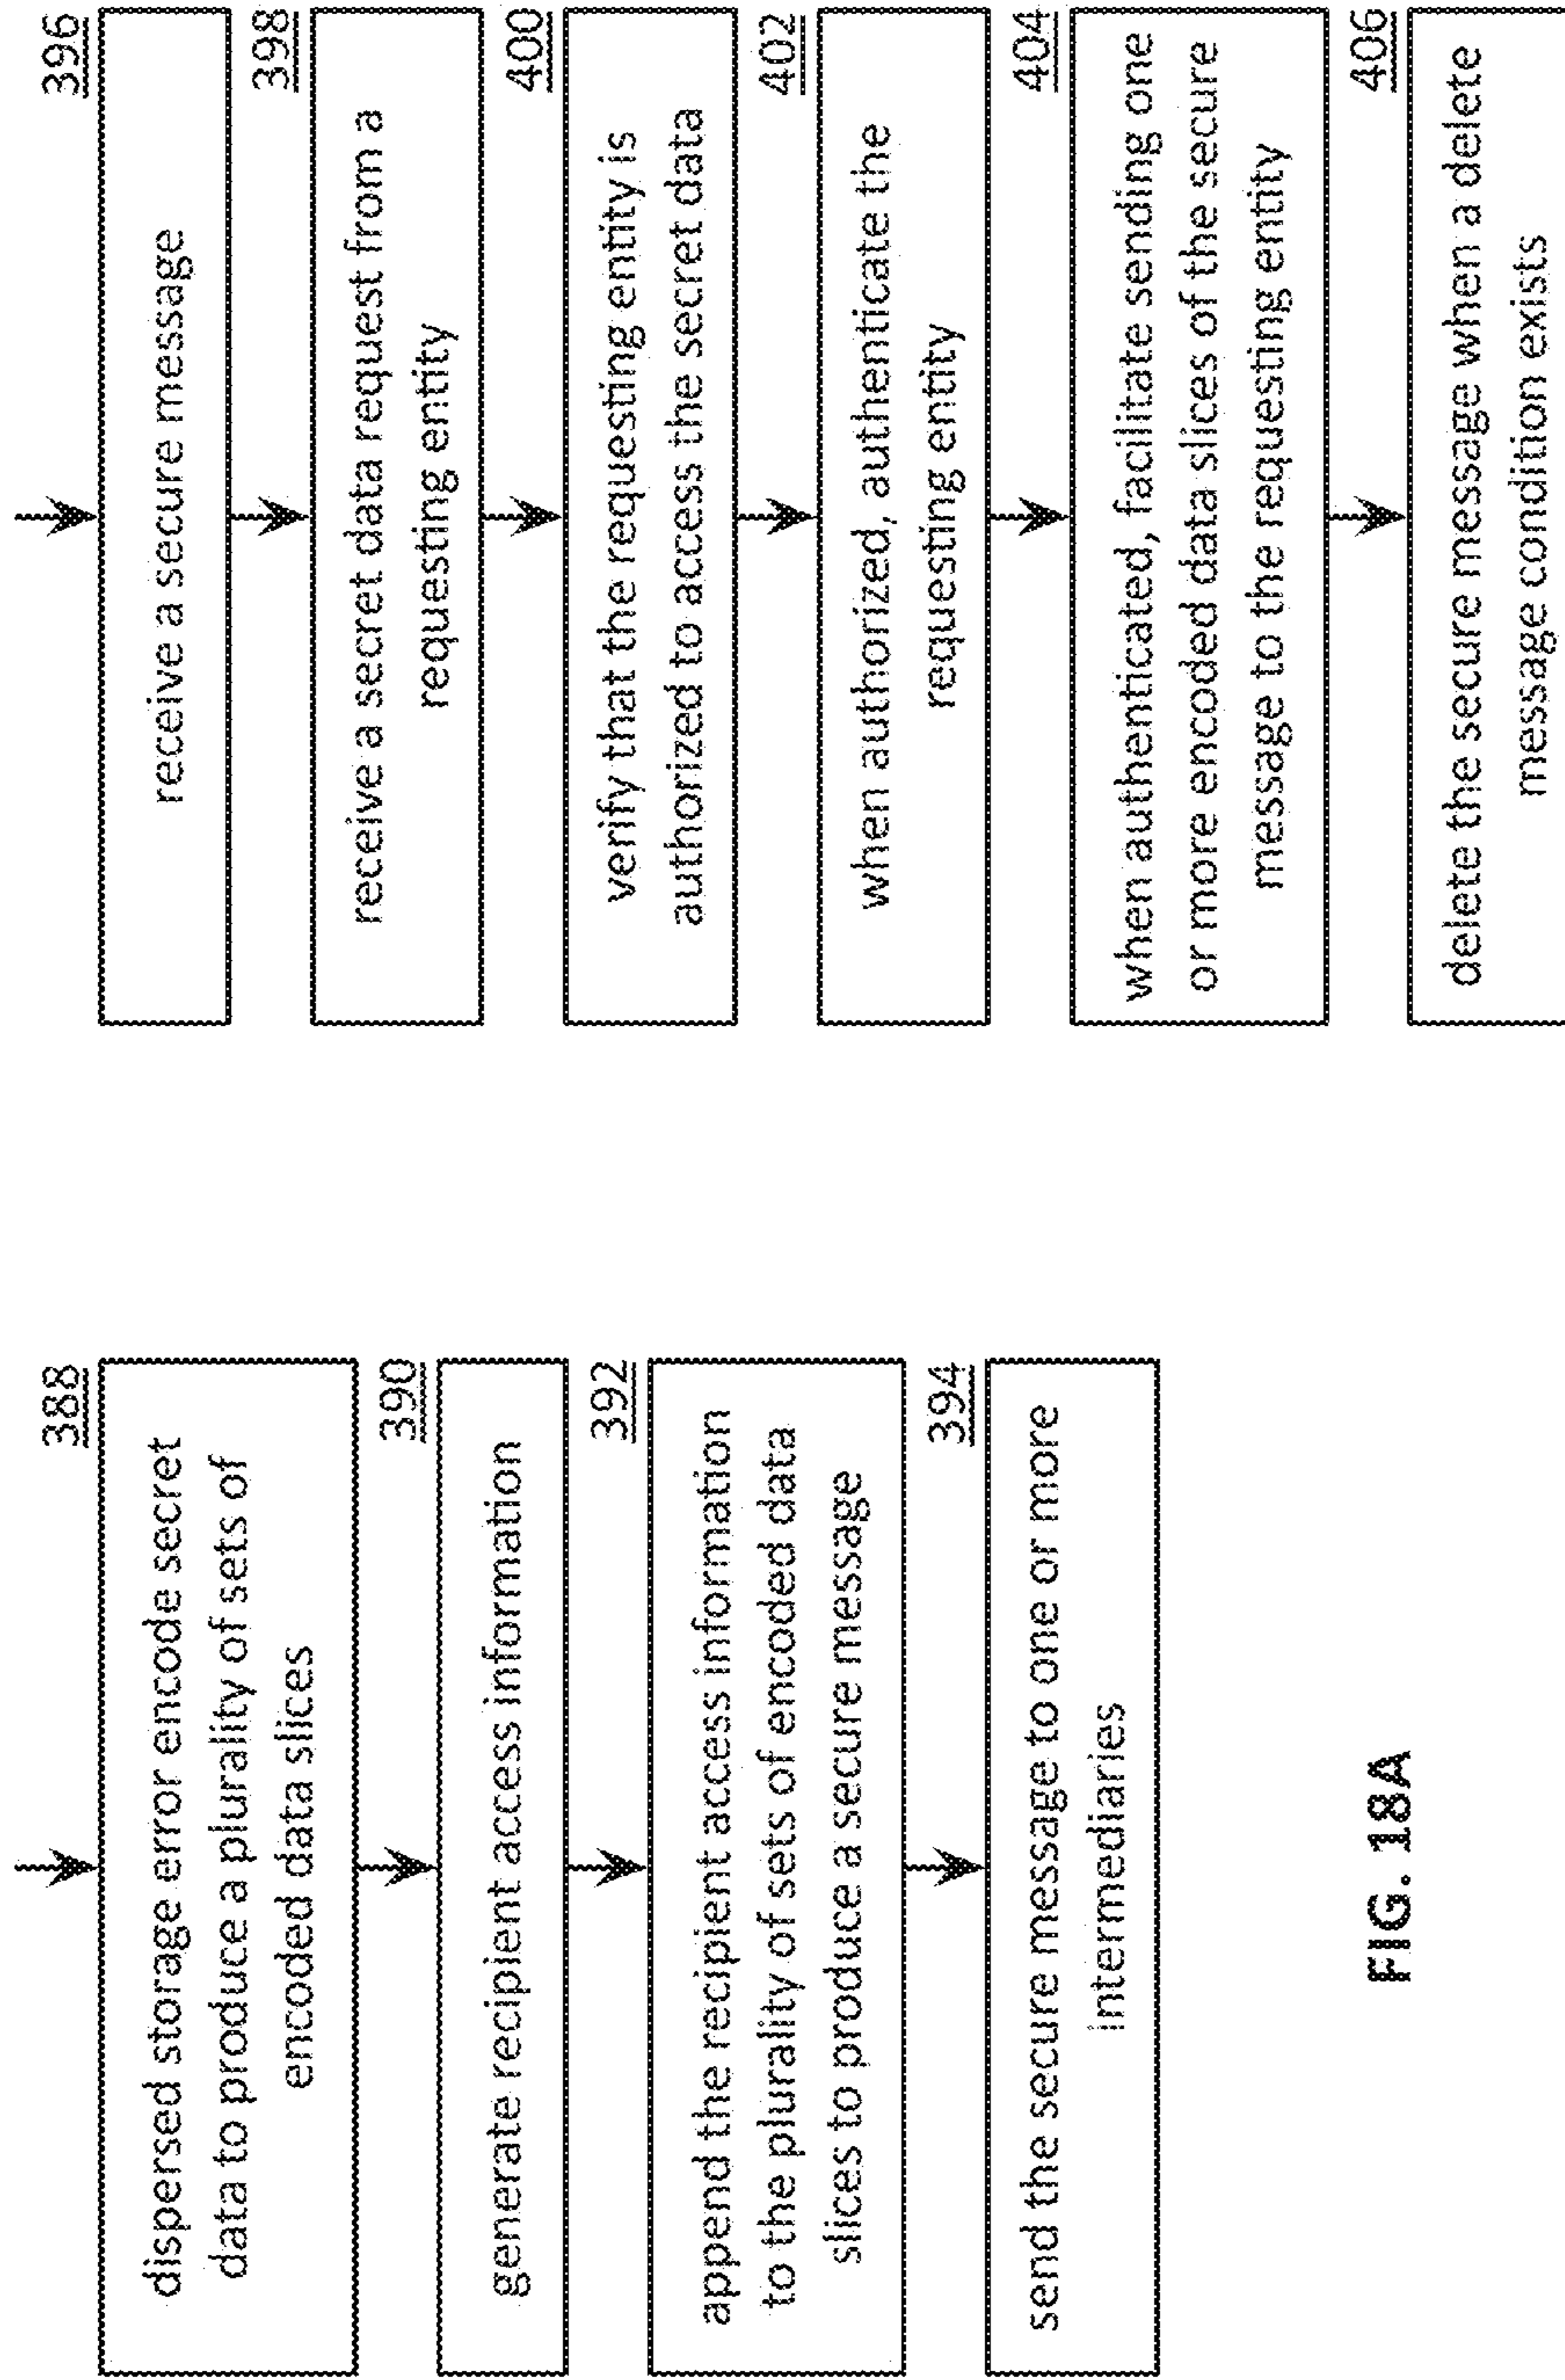 388
dispersed storage error encode secret
data to produce a plurality of sets of
encoded data slices
390
generate recipient access information
392
append the recipient access information
to the plurality of sets of encoded data
slices to produce a secure message
394
send the secure message to one or more
intermediaries
FIG. 18A
396
receive a secure message
398
receive a secret data request from a
requesting entity
400
verify that the requesting entity is
authorized to access the secret data
402
when authorized, authenticate the
requesting entity
404
when authenticated, facilitate sending one
or more encoded data slices of the secure
message to the requesting entity
406
delete the secure message when a delete
message condition exists